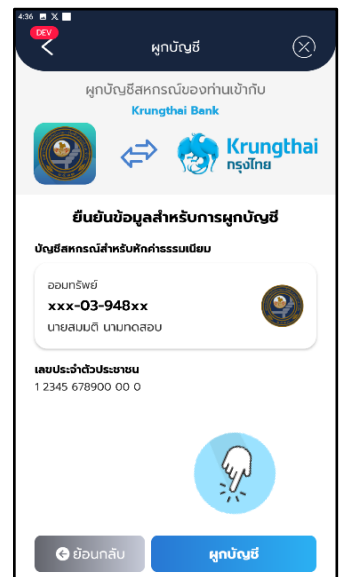 4:36
DEV
ผูกบัญชี
ผูกบัญชีสหกรณ์ของท่านเข้ากับ
Krungthai Bank
Krungthai
กรุงไทย
ยืนยันข้อมูลสำหรับการผูกบัญชี
บัญชีสหกรณ์สำหรับหักค่าธรรมเนียม
ออมทรัพย์
xxx-03-948xx
นายสมมติ นามทดสอบ
เลขประจำตัวประชาชน
1 2345 678900 00 0
ย้อนกลับ
ผูกบัญชี